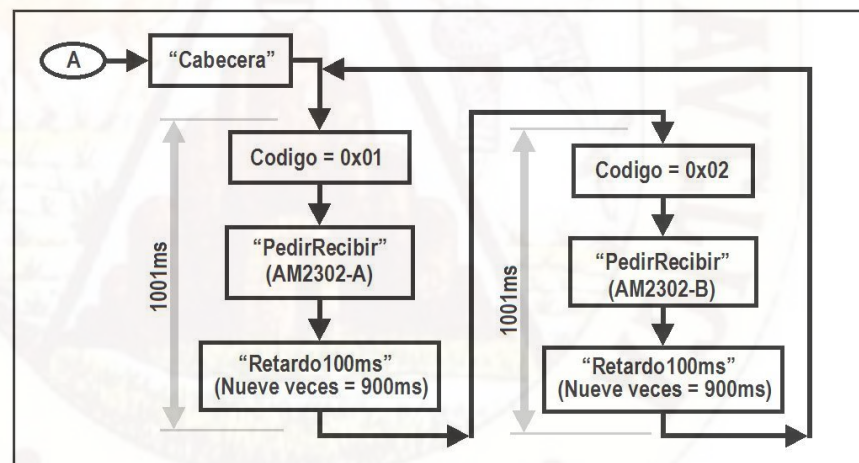 A
“Cabecera”
Codigo = 0x01
“PedirRecibir”
(AM2302-A)
“Retardo100ms”
(Nueve veces = 900ms)
1001ms
Codigo = 0x02
“PedirRecibir”
(AM2302-B)
“Retardo100ms”
(Nueve veces = 900ms)
1001ms